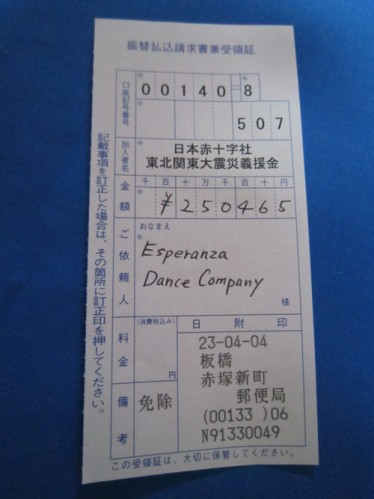 振替払込請求書兼受領証
口座記号番号
00140=8
507
加入者名
日本赤十字社
東北関東大震災義援金
金額
千百十万千百十円
¥250465
ご依頼人
おなまえ
Esperanza
Dance Company
様
料金
(消費税込み)
円
備考
免除
日附印
23-04-04
板橋
赤塚新町
郵便局
(00133 )06
N91330049
記載事項を訂正した場合は、その箇所に訂正印を押してください。
この受領証は、大切に保管してください。